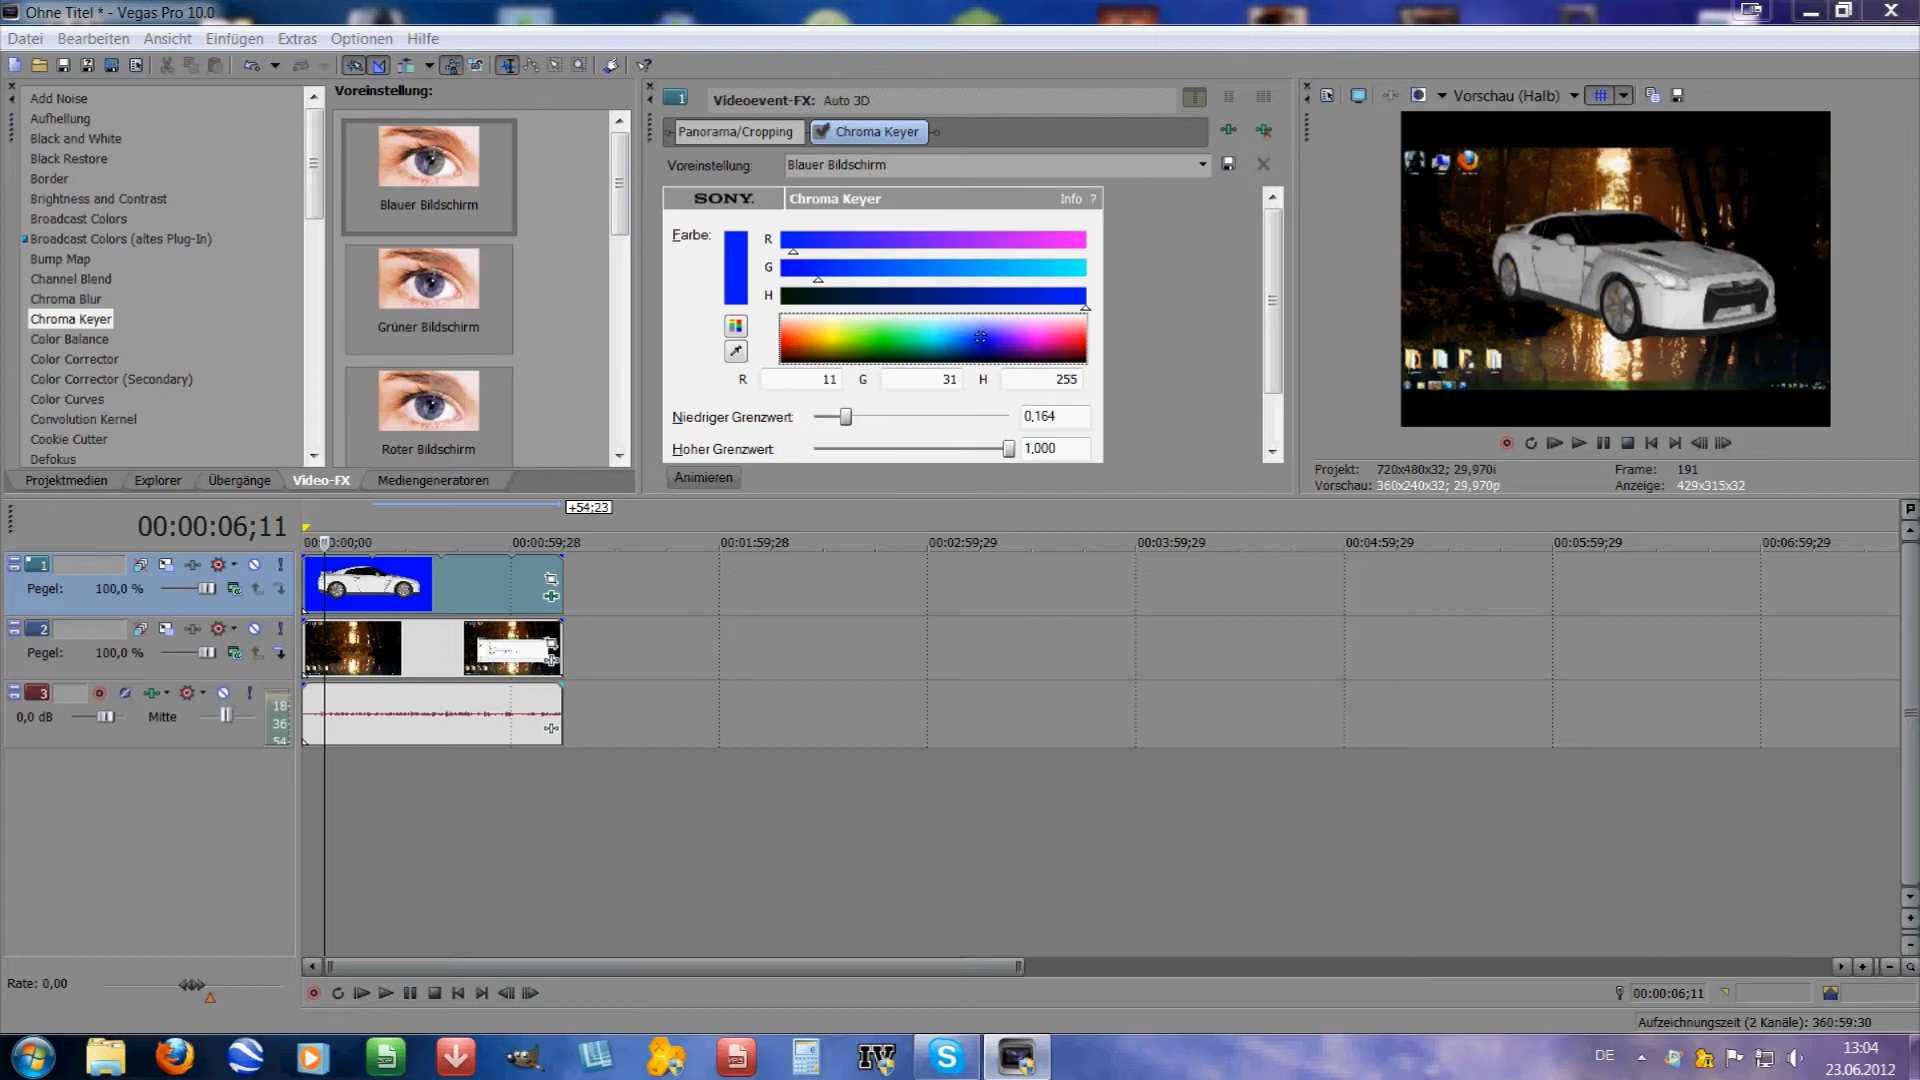 Ohne Titel * - Vegas Pro 10.0
Datei Bearbeiten Ansicht Einfügen Extras Optionen Hilfe
Add Noise
Aufhellung
Black and White
Black Restore
Border
Brightness and Contrast
Broadcast Colors
Broadcast Colors (altes Plug-In)
Bump Map
Channel Blend
Chroma Blur
Chroma Keyer
Color Balance
Color Corrector
Color Corrector (Secondary)
Color Curves
Convolution Kernel
Cookie Cutter
Defokus
Voreinstellung:
Blauer Bildschirm
Grüner Bildschirm
Roter Bildschirm
Projektmedien Explorer Übergänge Video-FX Mediengeneratoren
1 Videoevent-FX: Auto 3D
Panorama/Cropping Chroma Keyer
Voreinstellung: Blauer Bildschirm
SONY. Chroma Keyer Info ?
Farbe: R
G
H
R 11 G 31 H 255
Niedriger Grenzwert: 0,164
Hoher Grenzwert: 1,000
Animieren
Vorschau (Halb)
Projekt: 720x480x32; 29,970i Frame: 191
Vorschau: 360x240x32; 29,970p Anzeige: 429x315x32
+54;23
00:00:06;11
00:00:59;28 00:01:59;28 00:02:59;29 00:03:59;29 00:04:59;29 00:05:59;29 00:06:59;29
1
Pegel: 100,0 %
2
Pegel: 100,0 %
3
0,0 dB Mitte
18
36
54
Rate: 0,00
00:00:06;11
Aufzeichnungszeit (2 Kanäle): 360:59:30
IV
DE
13:04
23.06.2012